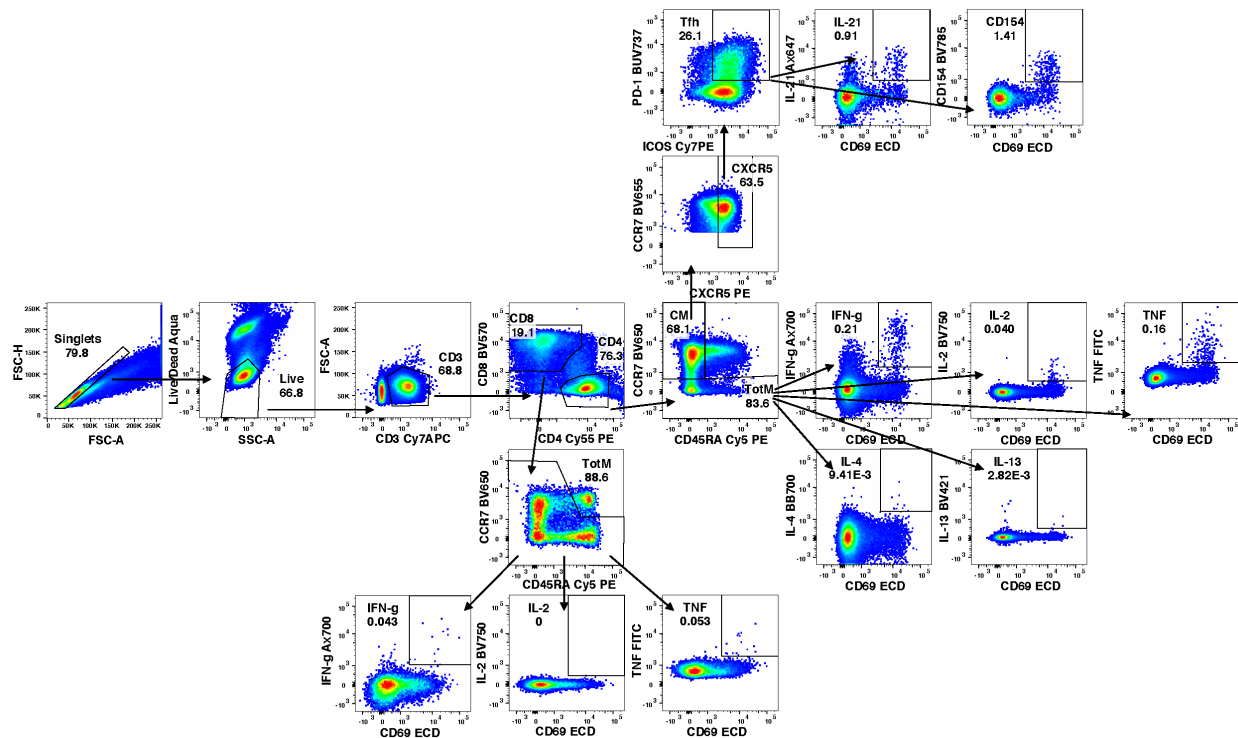 Tfh
26.1
PD-1 BUV737
ICOS Cy7PE
IL-21
0.91
IL-21 Ax647
CD69 ECD
CD154
1.41
CD154 BV785
CD69 ECD
CXCR5
63.5
CCR7 BV655
CXCR5 PE
Singlets
79.8
FSC-H
FSC-A
Live
66.8
Live Dead Aqua
SSC-A
CD3
68.8
FSC-A
CD3 Cy7APC
CD8
19.1
CD4
76.3
CD8 BV570
CD4 Cy55 PE
CM
68.1
TotM
83.6
CCR7 BV650
CD45RA Cy5 PE
IFN-g
0.21
IFN-g Ax700
CD69 ECD
IL-2
0.040
IL-2 BV750
CD69 ECD
TNF
0.16
TNF FITC
CD69 ECD
TotM
88.6
CCR7 BV650
CD45RA Cy5 PE
IL-4
9.41E-3
IL-4 BB700
CD69 ECD
IL-13
2.82E-3
IL-13 BV421
CD69 ECD
IFN-g
0.043
IFN-g Ax700
CD69 ECD
IL-2
0
IL-2 BV750
CD69 ECD
TNF
0.053
TNF FITC
CD69 ECD